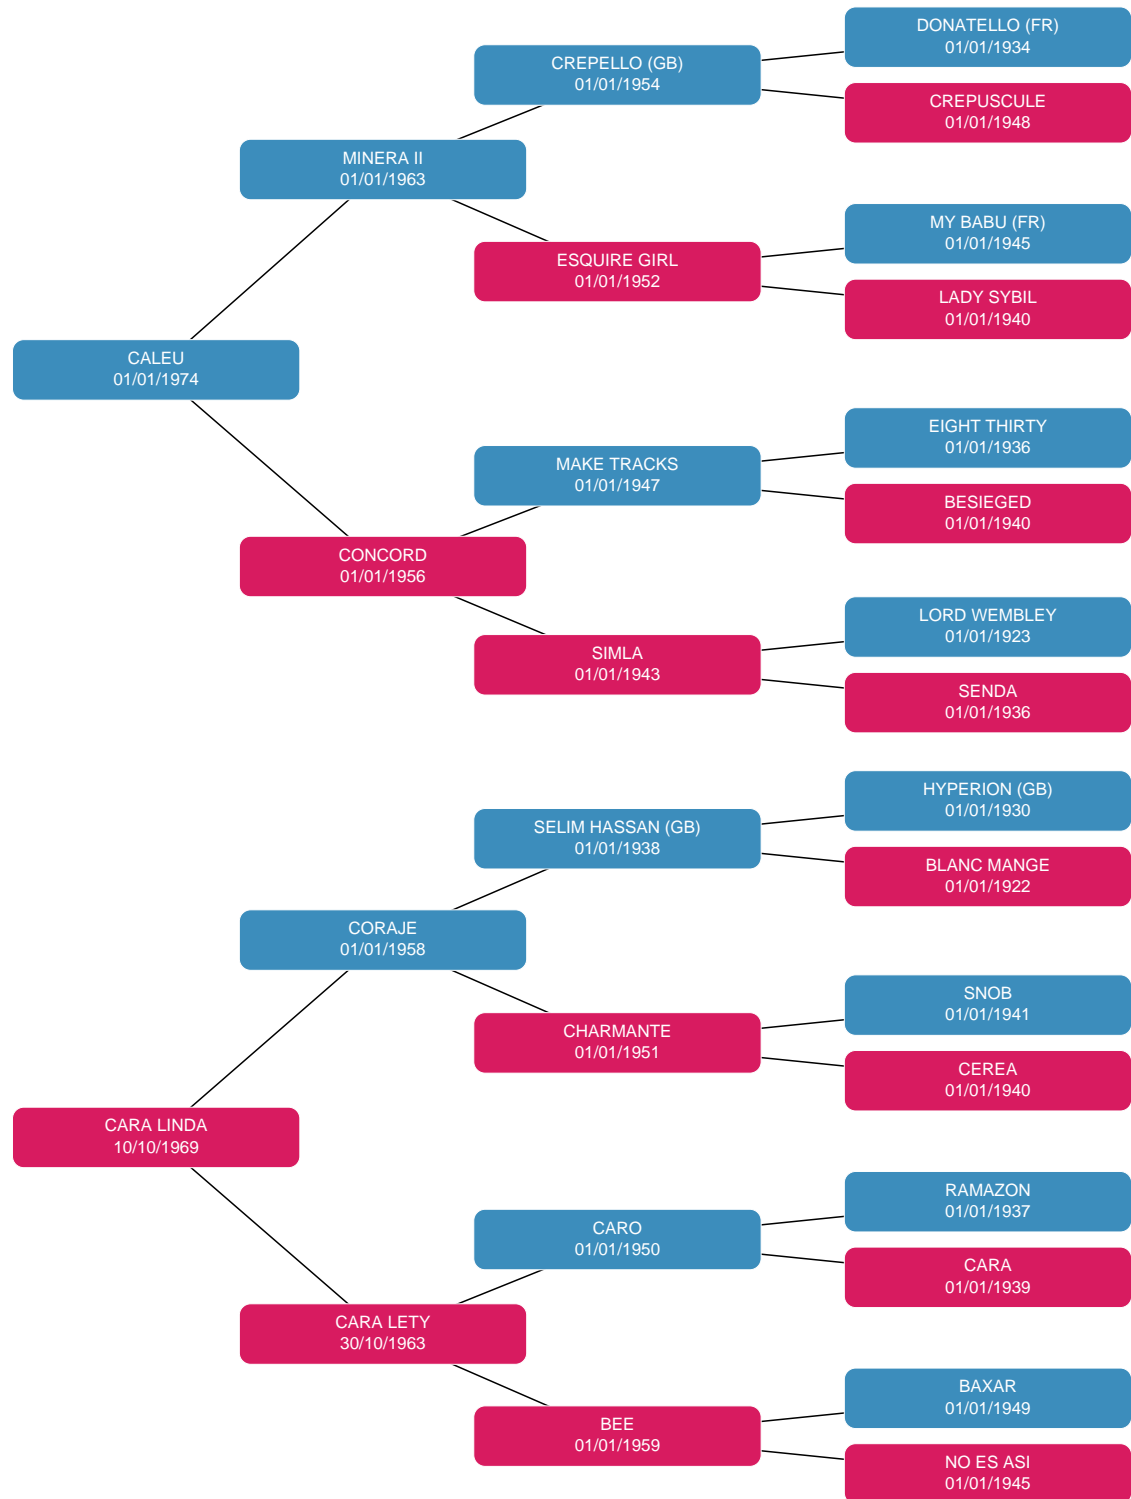 DONATELLO (FR)
01/01/1934
CREPELLO (GB)
01/01/1954
CREPUSCULE
01/01/1948
MINERA II
01/01/1963
MY BABU (FR)
01/01/1945
ESQUIRE GIRL
01/01/1952
LADY SYBIL
01/01/1940
CALEU
01/01/1974
EIGHT THIRTY
01/01/1936
MAKE TRACKS
01/01/1947
BESIEGED
01/01/1940
CONCORD
01/01/1956
LORD WEMBLEY
01/01/1923
SIMLA
01/01/1943
SENDA
01/01/1936
HYPERION (GB)
01/01/1930
SELIM HASSAN (GB)
01/01/1938
BLANC MANGE
01/01/1922
CORAJE
01/01/1958
SNOB
01/01/1941
CHARMANTE
01/01/1951
CEREA
01/01/1940
CARA LINDA
10/10/1969
RAMAZON
01/01/1937
CARO
01/01/1950
CARA
01/01/1939
CARA LETY
30/10/1963
BAXAR
01/01/1949
BEE
01/01/1959
NO ES ASI
01/01/1945